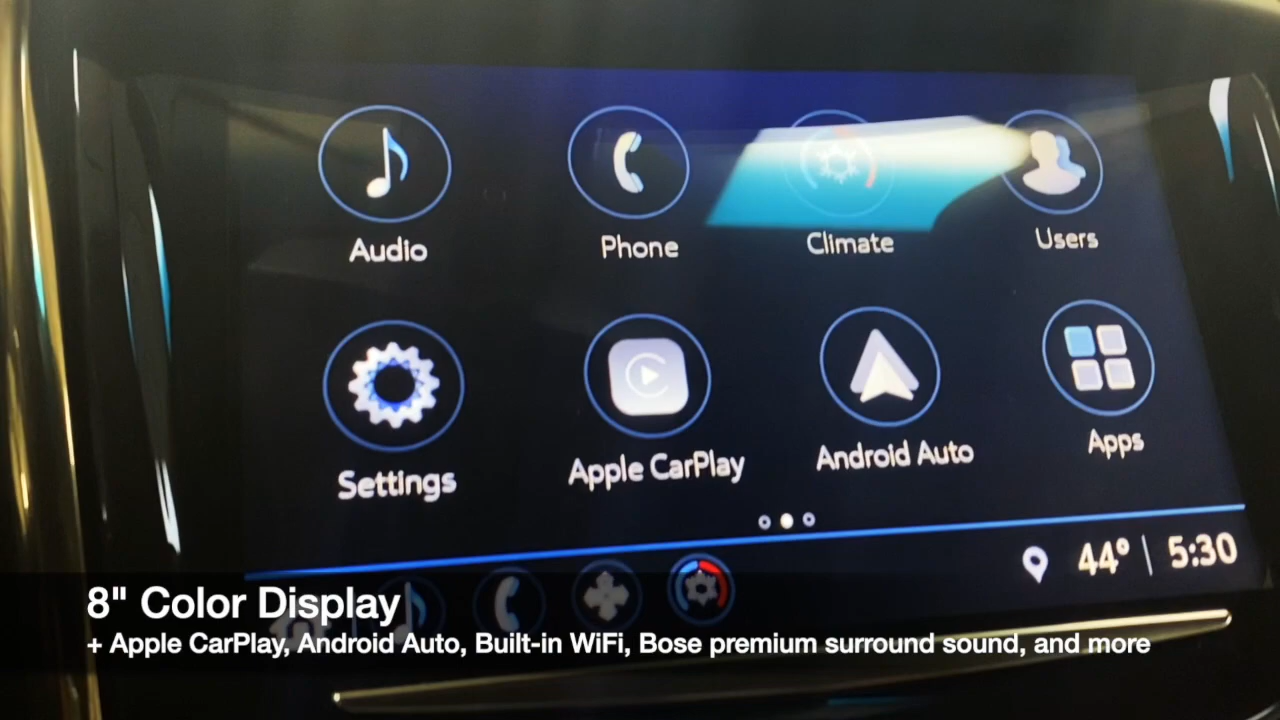 Audio Phone Climate Users
Settings Apple CarPlay Android Auto Apps
44° | 5:30
8" Color Display
+ Apple CarPlay, Android Auto, Built-in WiFi, Bose premium surround sound, and more